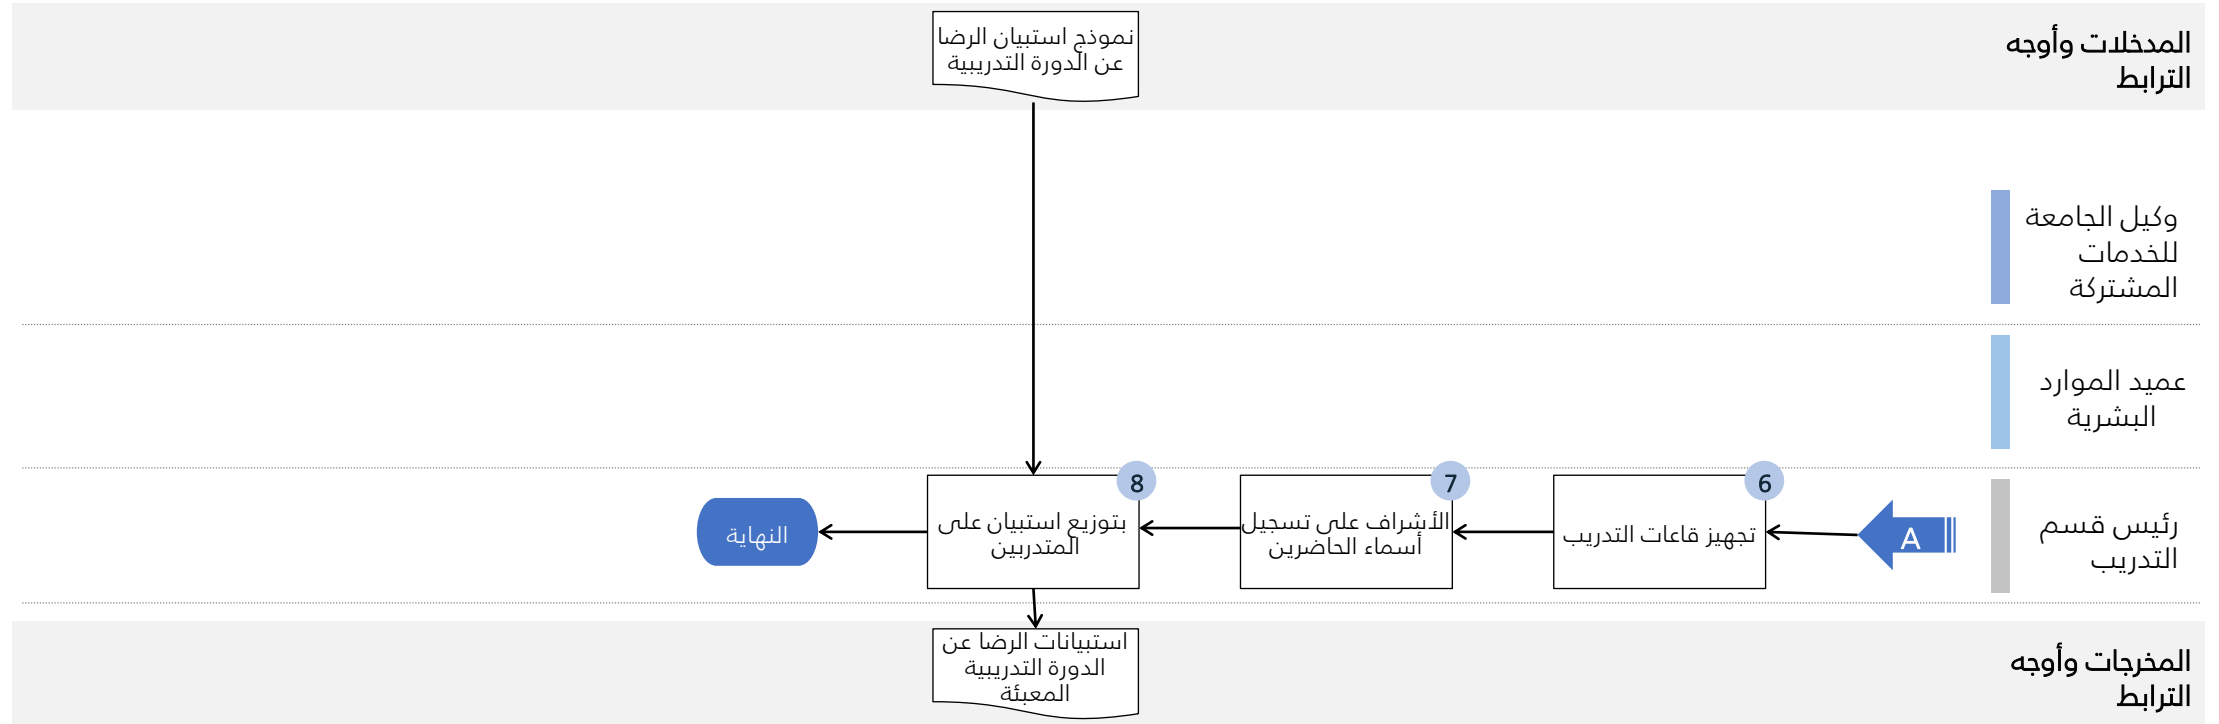 المدخلات وأوجه
الترابط
نموذج استبيان الرضا
عن الدورة التدريبية
وكيل الجامعة
للخدمات
المشتركة
عميد الموارد
البشرية
رئيس قسم
التدريب
A
6
تجهيز قاعات التدريب
7
الأشراف على تسجيل
أسماء الحاضرين
8
بتوزيع استبيان على
المتدربين
النهاية
المخرجات وأوجه
الترابط
استبيانات الرضا عن
الدورة التدريبية
المعبئة